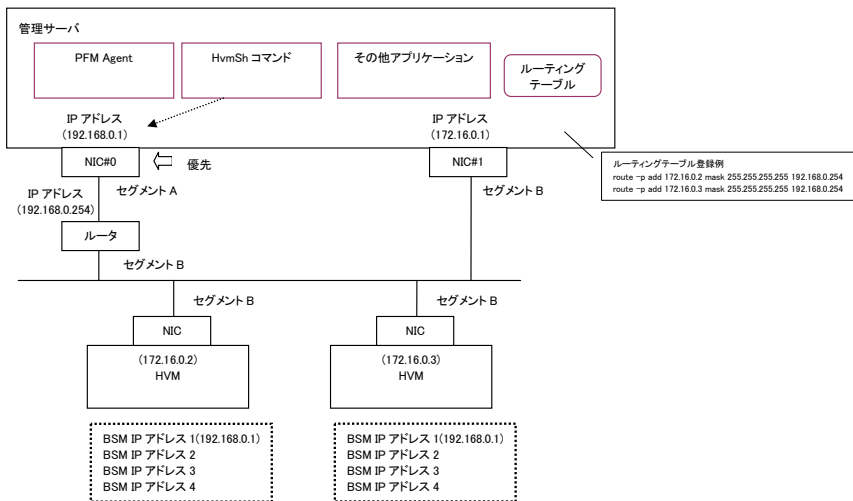 管理サーバ
PFM Agent
HvmSh コマンド
その他アプリケーション
ルーティング
テーブル
IP アドレス
(192.168.0.1)
IP アドレス
(172.16.0.1)
NIC#0
優先
NIC#1
ルーティングテーブル登録例
route -p add 172.16.0.2 mask 255.255.255.255 192.168.0.254
route -p add 172.16.0.3 mask 255.255.255.255 192.168.0.254
IP アドレス
(192.168.0.254)
セグメント A
セグメント B
ルータ
セグメント B
セグメント B
セグメント B
NIC
NIC
(172.16.0.2)
HVM
(172.16.0.3)
HVM
BSM IP アドレス 1(192.168.0.1)
BSM IP アドレス 2
BSM IP アドレス 3
BSM IP アドレス 4
BSM IP アドレス 1(192.168.0.1)
BSM IP アドレス 2
BSM IP アドレス 3
BSM IP アドレス 4